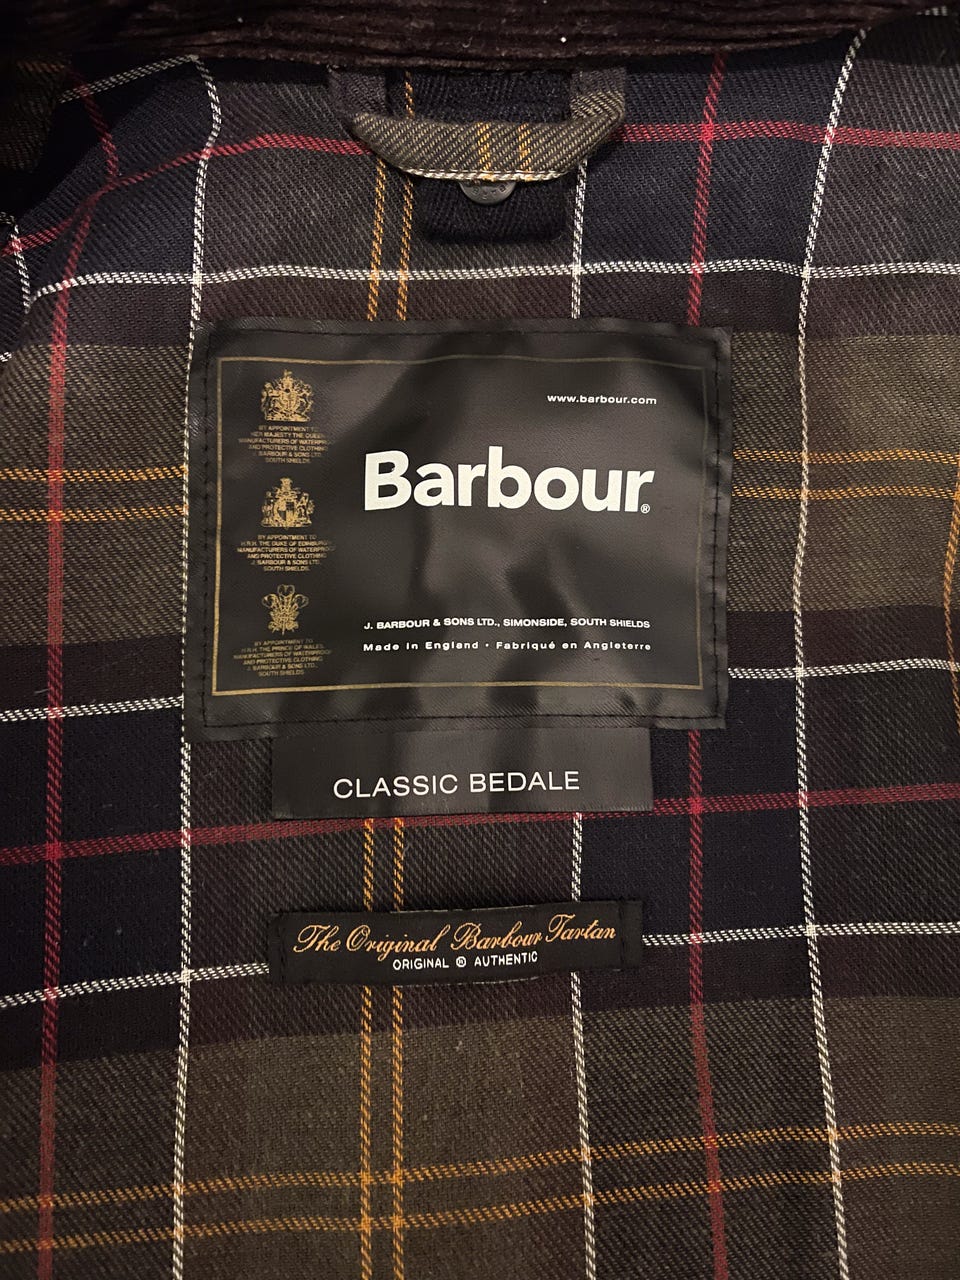 www.barbour.com
Barbour®
BY APPOINTMENT TO
HER MAJESTY THE QUEEN
MANUFACTURERS OF WATERPROOF
AND PROTECTIVE CLOTHING
J. BARBOUR & SONS LTD.
SOUTH SHIELDS.
BY APPOINTMENT TO
H.R.H. THE DUKE OF EDINBURGH
MANUFACTURERS OF WATERPROOF
AND PROTECTIVE CLOTHING
J. BARBOUR & SONS LTD.
SOUTH SHIELDS.
BY APPOINTMENT TO
H.R.H. THE PRINCE OF WALES
MANUFACTURERS OF WATERPROOF
AND PROTECTIVE CLOTHING
J. BARBOUR & SONS LTD.
SOUTH SHIELDS.
J. BARBOUR & SONS LTD., SIMONSIDE, SOUTH SHIELDS
Made in England · Fabriqué en Angleterre
CLASSIC BEDALE
The Original Barbour Tartan
ORIGINAL ® AUTHENTIC